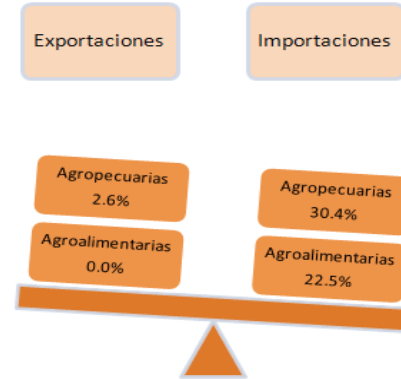 Exportaciones
Importaciones
Agropecuarias
2.6%
Agroalimentarias
0.0%
Agropecuarias
30.4%
Agroalimentarias
22.5%